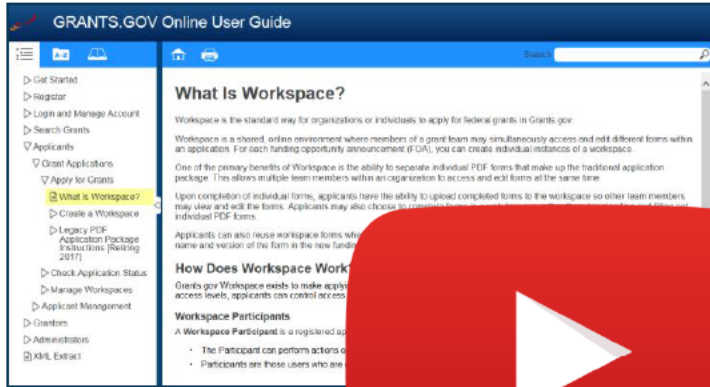 GRANTS.GOV Online User Guide
A-Z
Search
Get Started
Register
Login and Manage Account
Search Grants
Applicants
Grant Applications
Apply for Grants
What Is Workspace?
Create a Workspace
Legacy PDF
Application Package
Instructions [Retiring
2017]
Check Application Status
Manage Workspaces
Applicant Management
Grantors
Administrators
XML Extract
What Is Workspace?
Workspace is the standard way for organizations or individuals to apply for federal grants in Grants.gov
Workspace is a shared, online environment where members of a grant team may simultaneously access and edit different forms within
an application. For each funding opportunity announcement (FOA), you can create individual instances of a workspace.
One of the primary benefits of Workspace is the ability to separate individual PDF forms that make up the traditional application
package. This allows multiple team members within an organization to access and edit forms at the same time
Upon completion of individual forms, applicants have the ability to upload completed forms to the workspace so other team members
may view and edit the forms. Applicants may also choose to complete forms
individual PDF forms.
Applicants can also reuse workspace forms
name and version of the form in the new
How Does Workspace Work
Grants.gov Workspace exists to make
access levels, applicants can control access
Workspace Participants
A Workspace Participant is a registered
The Participant can perform actions
Participants are those users who are